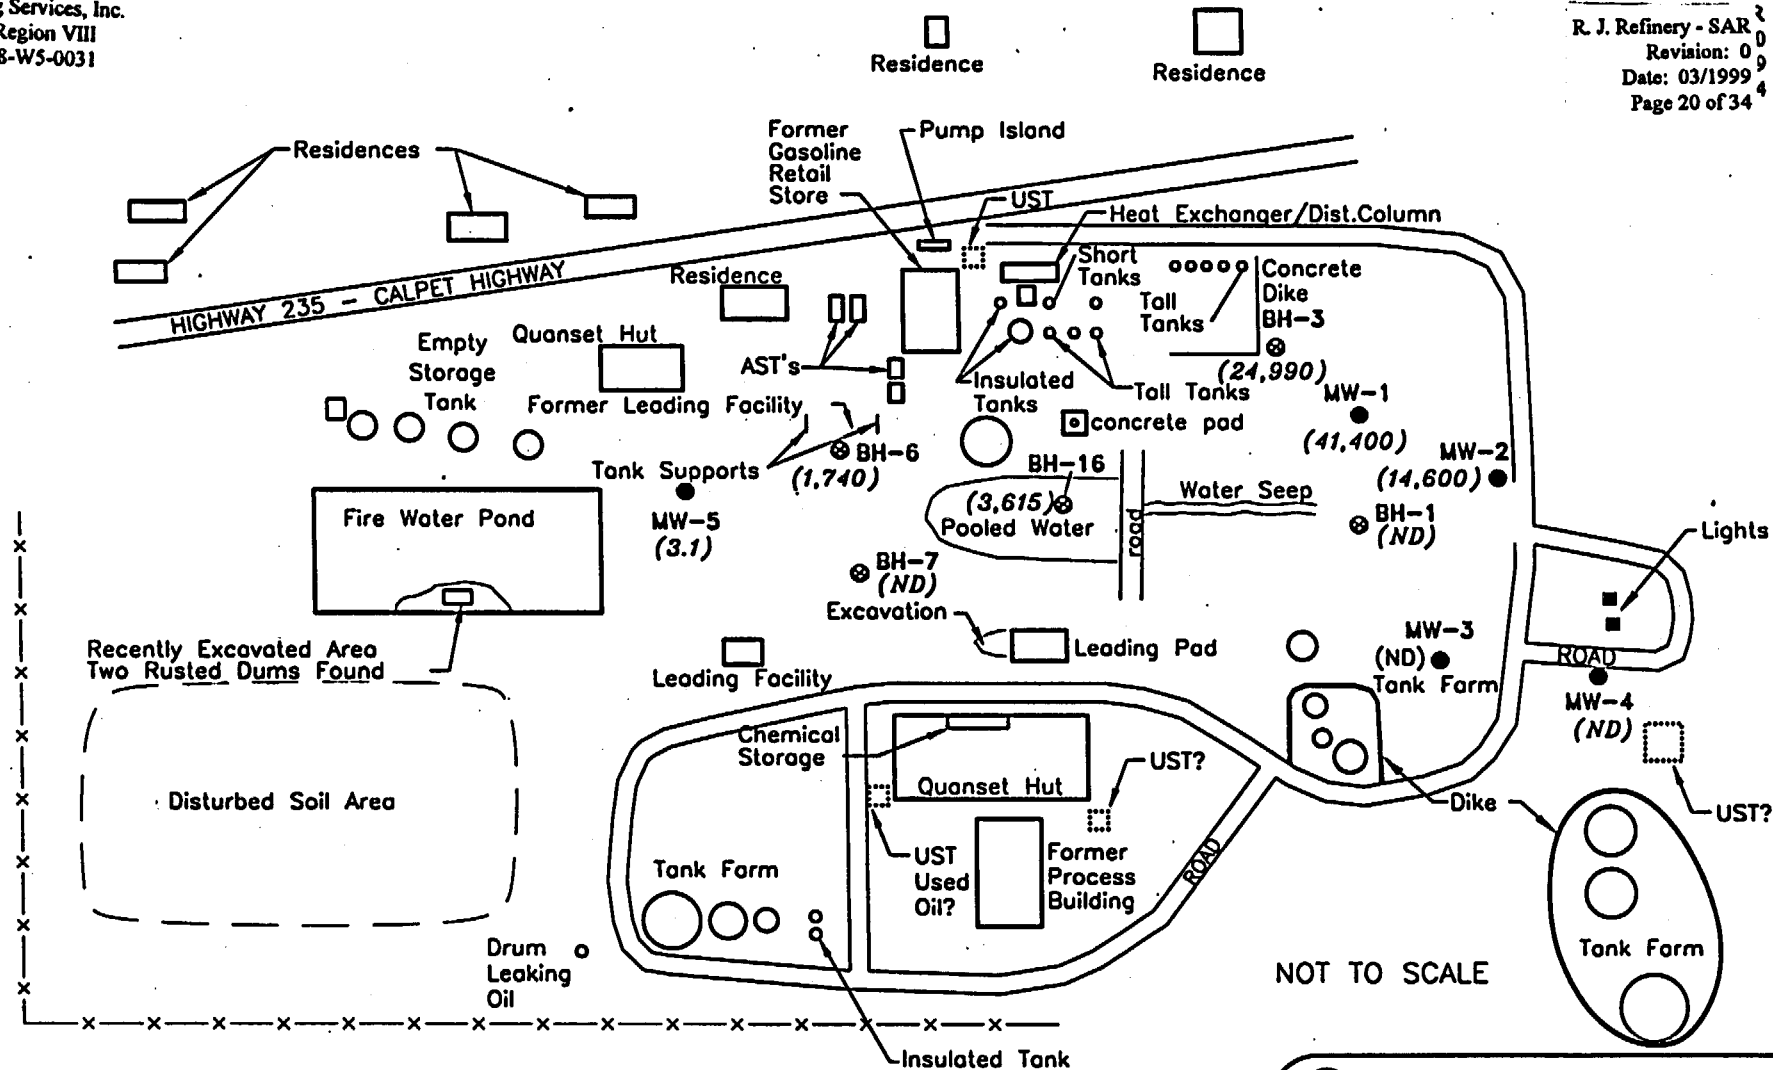 g Services, Inc.
Region VIII
8-W5-0031
R. J. Refinery - SAR
Revision: 0
Date: 03/1999
Page 20 of 34
Residence
Residence
Residences
Former
Gasoline
Retail
Store
Pump Island
UST
Heat Exchanger/Dist.Column
HIGHWAY 235 - CALPET HIGHWAY
Residence
Short
Tanks
Tall
Tanks
Concrete
Dike
BH-3
(24,990)
Quanset Hut
Empty
Storage
Tank
AST's
Insulated
Tanks
Tall Tanks
MW-1
(41,400)
Former Leading Facility
concrete pad
Tank Supports
BH-6
(1,740)
BH-16
(3,615)
Pooled Water
road
Water Seep
MW-2
(14,600)
BH-1
(ND)
Fire Water Pond
MW-5
(3.1)
BH-7
(ND)
Lights
Excavation
Leading Pad
Recently Excavated Area
Two Rusted Dums Found
Leading Facility
MW-3
(ND)
Tank Farm
ROAD
MW-4
(ND)
UST?
Chemical
Storage
Quanset Hut
UST?
Dike
Disturbed Soil Area
UST
Used
Oil?
Former
Process
Building
ROAD
Tank Farm
Drum
Leaking
Oil
Insulated Tank
NOT TO SCALE
Tank Farm